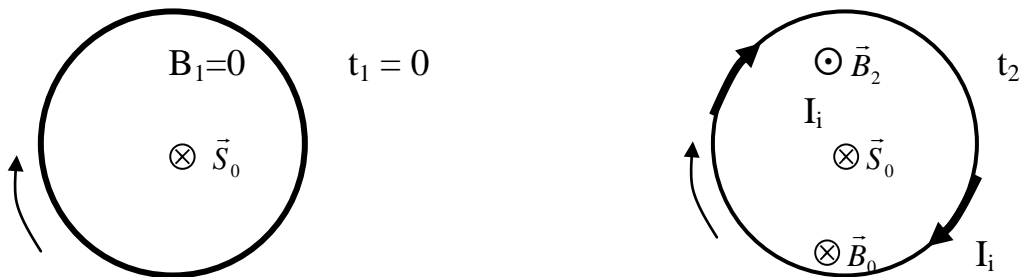 B₁=0 t₁ = 0
⊗ S⃗₀
⊙ B⃗₂ t₂
Iᵢ
⊗ S⃗₀
⊗ B⃗₀
Iᵢ